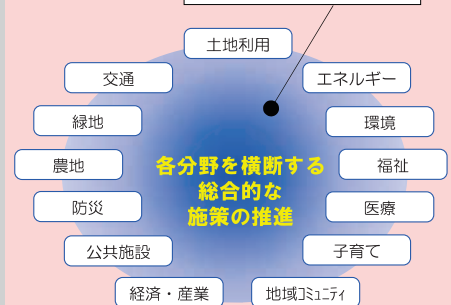 土地利用
交通
エネルギー
緑地
環境
農地
福祉
各分野を横断する
総合的な
施策の推進
防災
医療
公共施設
子育て
経済・産業
地域コミュニティ